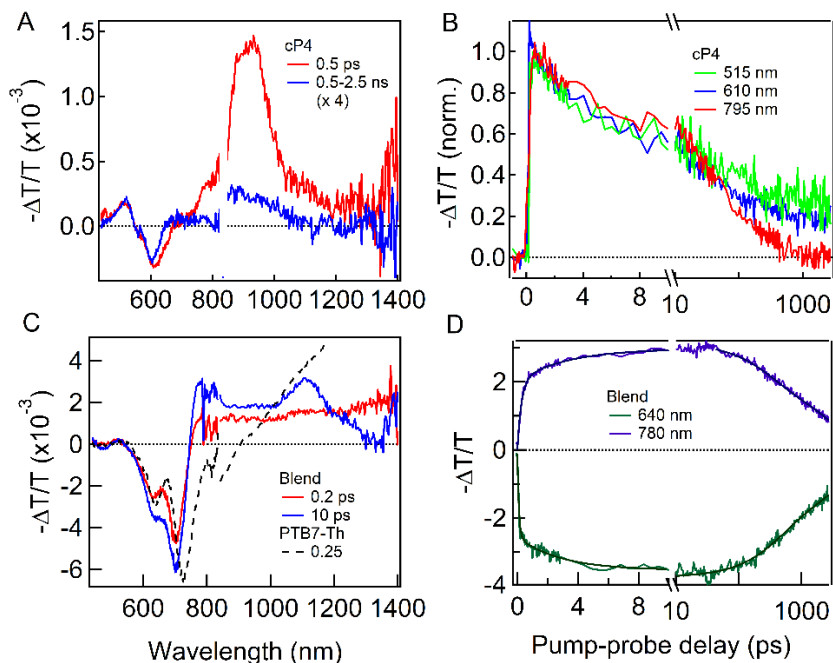 A
-ΔT/T (x10⁻³)
1.5
1.0
0.5
0.0
cP4
0.5 ps
0.5-2.5 ns
(x 4)
600 800 1000 1200 1400
B
-ΔT/T (norm.)
1.0
0.8
0.6
0.4
0.2
0.0
cP4
515 nm
610 nm
795 nm
0 4 8 10 100 1000
C
-ΔT/T (x10⁻³)
4
2
0
-2
-4
-6
Blend
0.2 ps
10 ps
PTB7-Th
0.25
600 800 1000 1200 1400
Wavelength (nm)
D
-ΔT/T
2
0
-2
-4
Blend
640 nm
780 nm
0 4 8 10 100 1000
Pump-probe delay (ps)